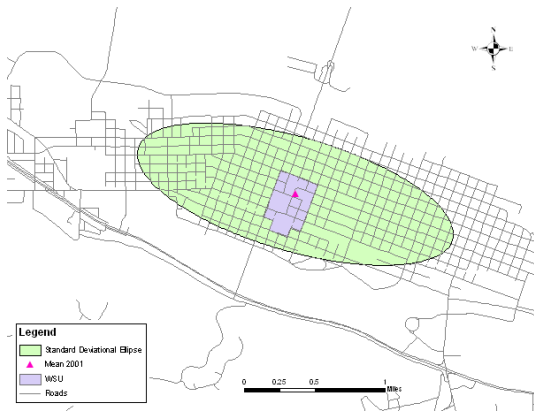 N
W E
S
Legend
Standard Deviational Ellipse
Mean 2001
WSU
Roads
0 0.25 0.5 1
Miles